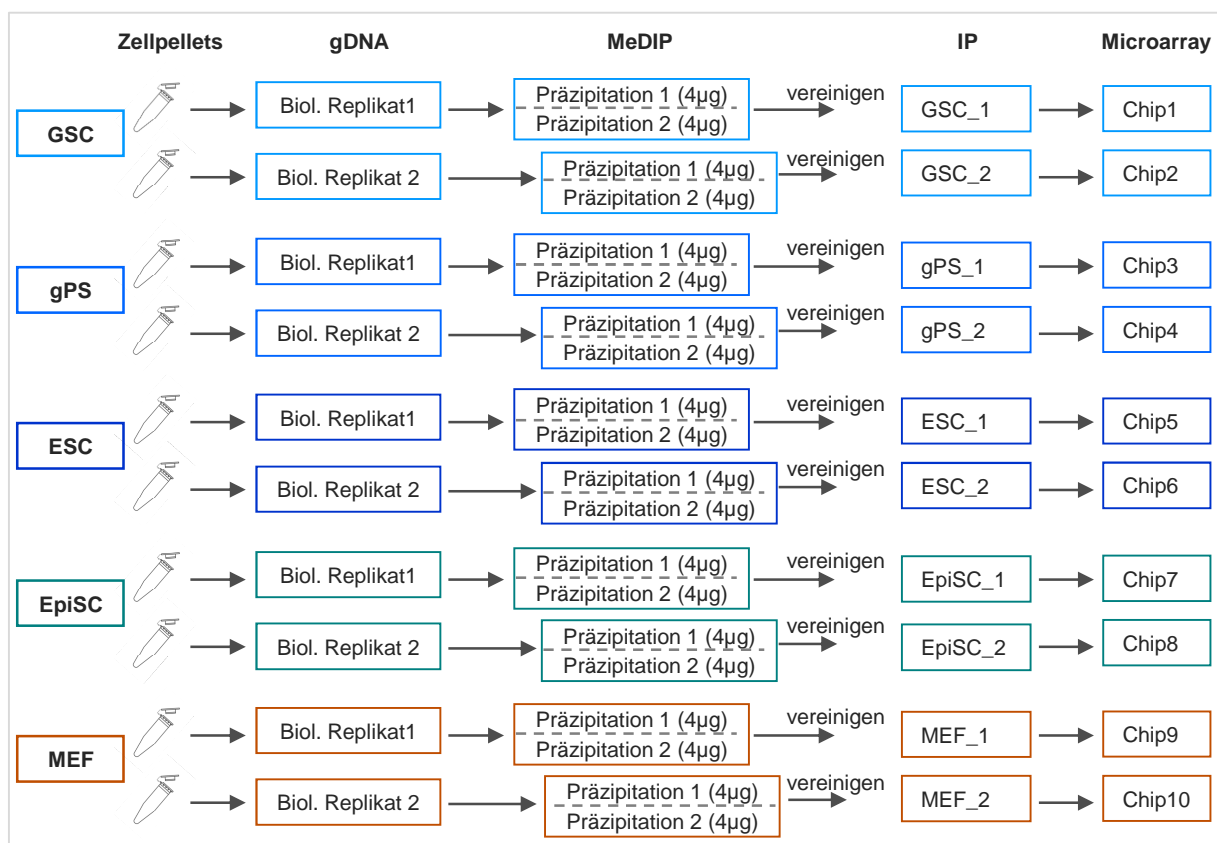 Zellpellets gDNA MeDIP IP Microarray
GSC
Biol. Replikat1
Präzipitation 1 (4µg)
Präzipitation 2 (4µg)
vereinigen
GSC_1
Chip1
Biol. Replikat 2
Präzipitation 1 (4µg)
Präzipitation 2 (4µg)
vereinigen
GSC_2
Chip2
gPS
Biol. Replikat1
Präzipitation 1 (4µg)
Präzipitation 2 (4µg)
vereinigen
gPS_1
Chip3
Biol. Replikat 2
Präzipitation 1 (4µg)
Präzipitation 2 (4µg)
vereinigen
gPS_2
Chip4
ESC
Biol. Replikat1
Präzipitation 1 (4µg)
Präzipitation 2 (4µg)
vereinigen
ESC_1
Chip5
Biol. Replikat 2
Präzipitation 1 (4µg)
Präzipitation 2 (4µg)
vereinigen
ESC_2
Chip6
EpiSC
Biol. Replikat1
Präzipitation 1 (4µg)
Präzipitation 2 (4µg)
vereinigen
EpiSC_1
Chip7
Biol. Replikat 2
Präzipitation 1 (4µg)
Präzipitation 2 (4µg)
vereinigen
EpiSC_2
Chip8
MEF
Biol. Replikat1
Präzipitation 1 (4µg)
Präzipitation 2 (4µg)
vereinigen
MEF_1
Chip9
Biol. Replikat 2
Präzipitation 1 (4µg)
Präzipitation 2 (4µg)
vereinigen
MEF_2
Chip10